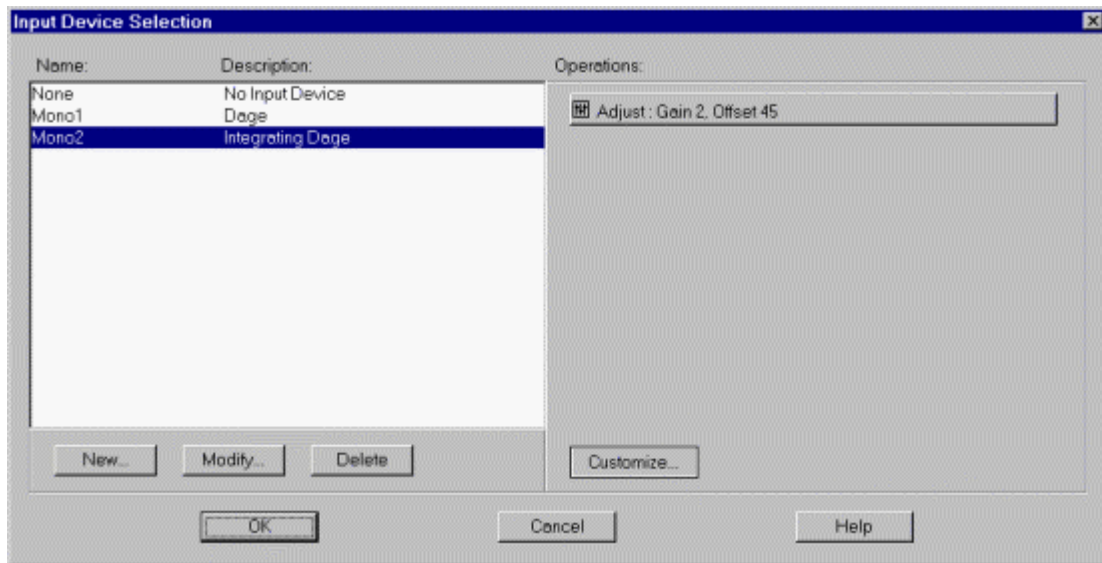 Input Device Selection
Name: Description: Operations:
None No Input Device
Mono1 Dage
Mono2 Integrating Dage
Adjust : Gain 2, Offset 45
New... Modify... Delete
Customize...
OK Cancel Help